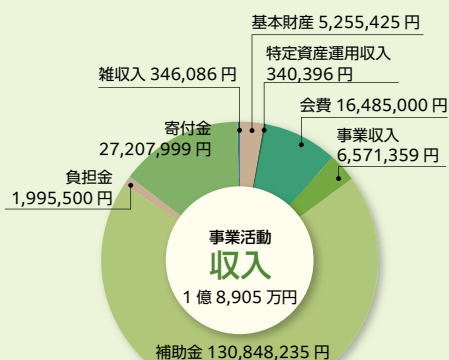 基本財産 5,255,425 円
特定資産運用収入
340,396 円
雑収入 346,086 円
会費 16,485,000 円
寄付金
27,207,999 円
事業収入
6,571,359 円
負担金
1,995,500 円
事業活動
収入
1 億 8,905 万円
補助金 130,848,235 円